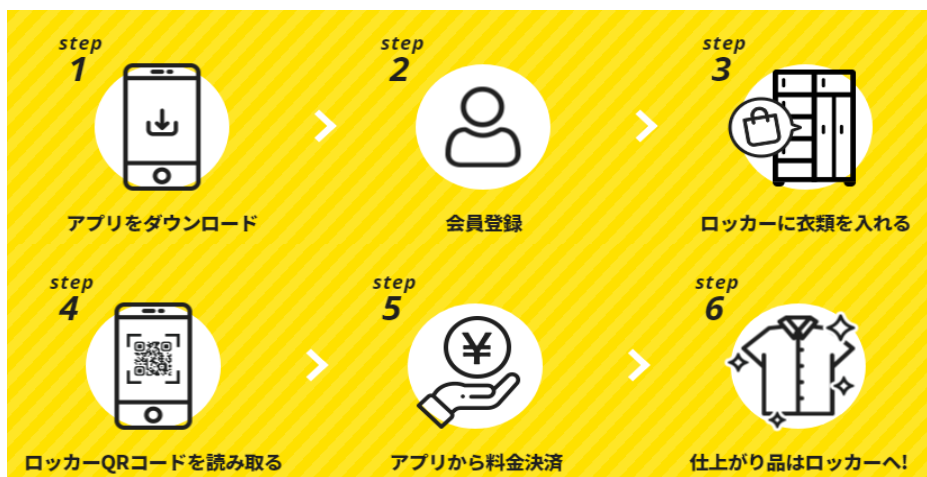 step
1
step
2
step
3
アプリをダウンロード
会員登録
ロッカーに衣類を入れる
step
4
step
5
step
6
¥
ロッカーQRコードを読み取る
アプリから料金決済
仕上がり品はロッカーへ!